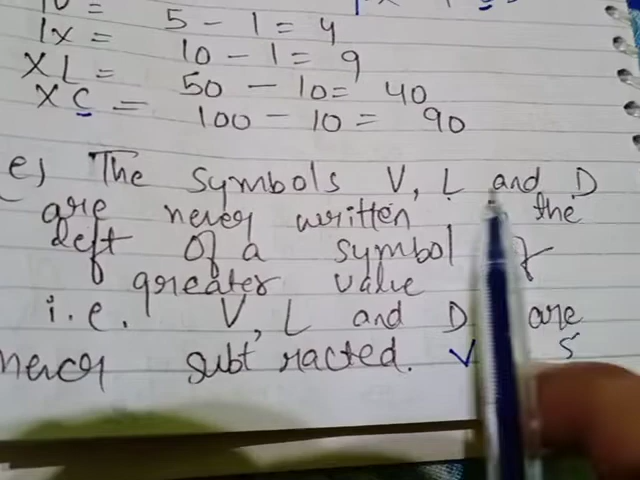 5 - 1 = 4
IX = 10 - 1 = 9
XL = 50 - 10 = 40
XC = 100 - 10 = 90
e) The symbols V, L and D
are never written the
left of a symbol
greater value
i.e. V, L and D are
never subtracted. V 5